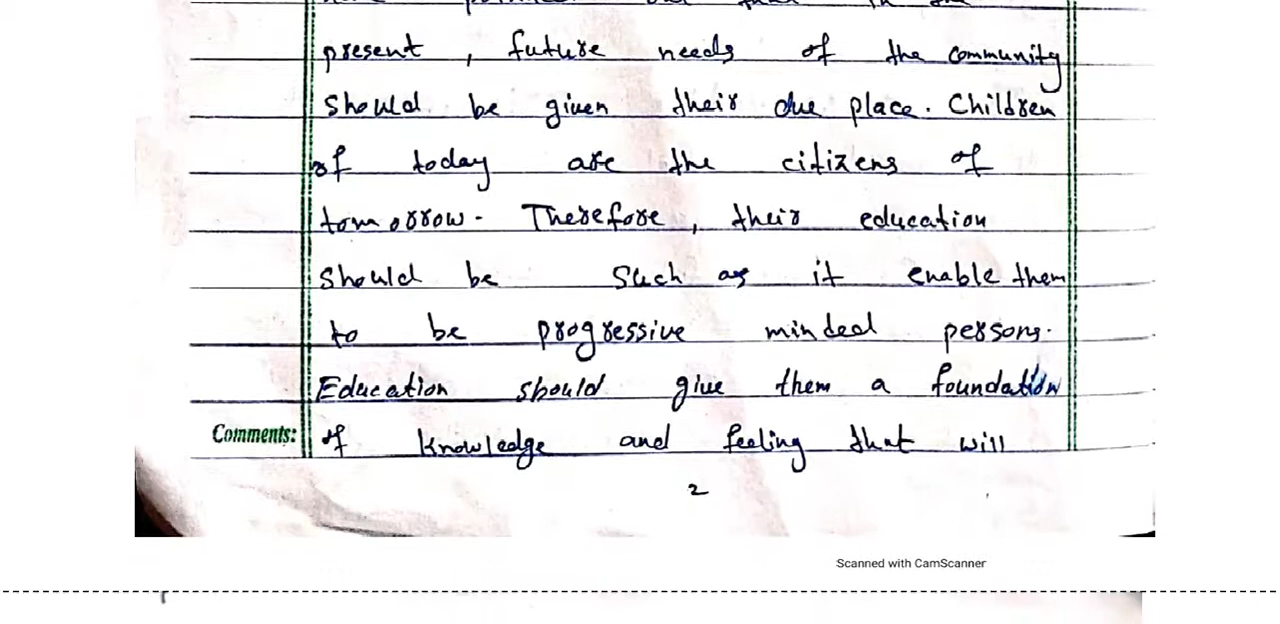 present , future needs of the community
should be given their due place. Children
of today are the citizens of
tomorrow. Therefore, their education
should be such as it enable them
to be progressive minded persons.
Education should give them a foundation
Comments: of knowledge and feeling that will
2
Scanned with CamScanner